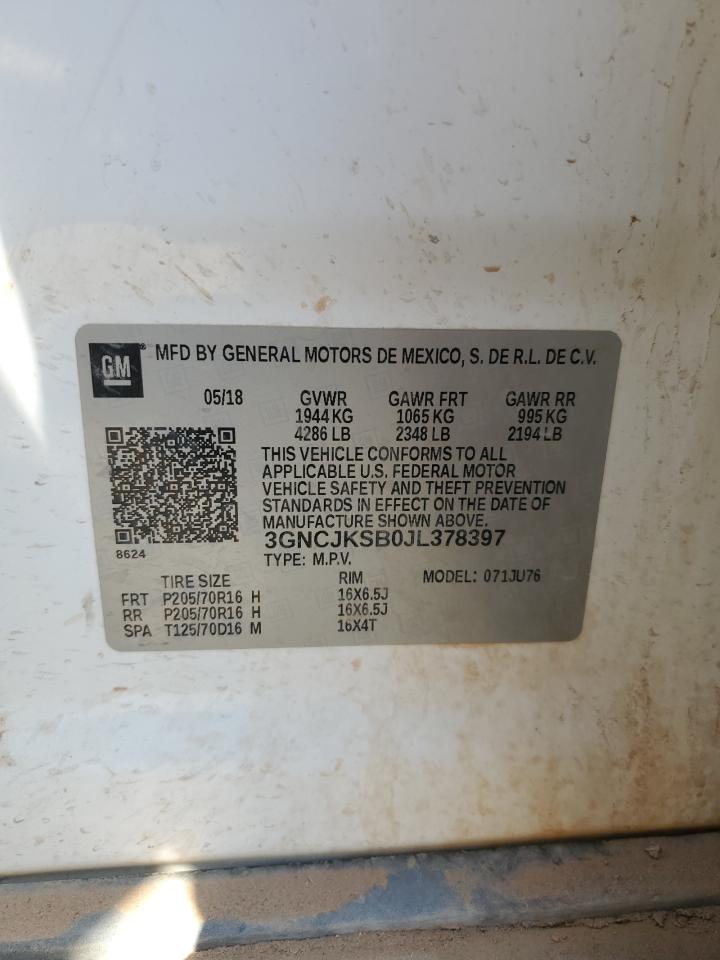 GM® MFD BY GENERAL MOTORS DE MEXICO, S. DE R.L. DE C.V.
05/18 GVWR GAWR FRT GAWR RR
1944 KG 1065 KG 995 KG
4286 LB 2348 LB 2194 LB
THIS VEHICLE CONFORMS TO ALL
APPLICABLE U.S. FEDERAL MOTOR
VEHICLE SAFETY AND THEFT PREVENTION
STANDARDS IN EFFECT ON THE DATE OF
MANUFACTURE SHOWN ABOVE.
3GNCJKSB0JL378397
8624
TYPE: M.P.V.
TIRE SIZE RIM MODEL: 071JU76
FRT P205/70R16 H 16X6.5J
RR P205/70R16 H 16X6.5J
SPA T125/70D16 M 16X4T